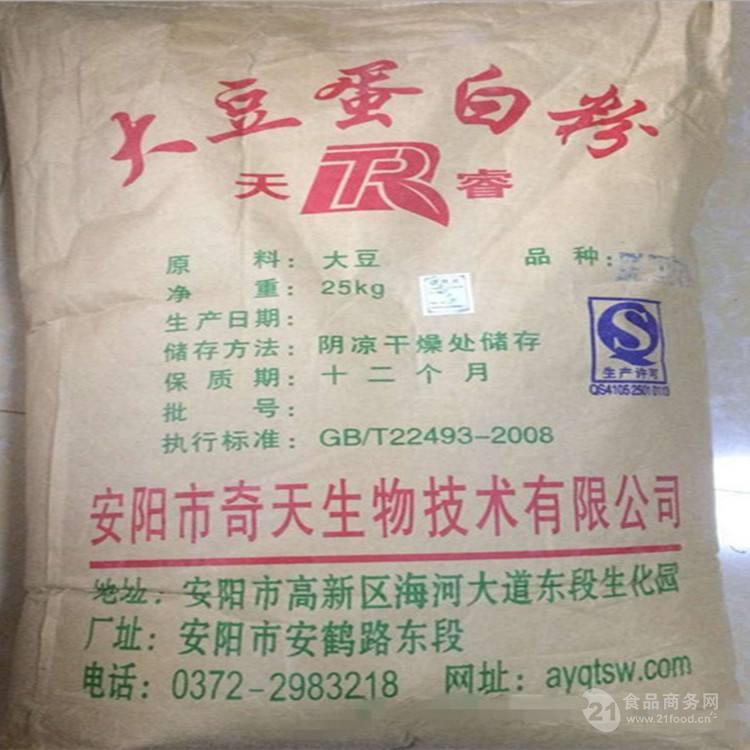 大豆蛋白粉
天 TR 睿
原料：大豆 品种：
净重：25kg
生产日期：
储存方法：阴凉干燥处储存
保质期：十二个月
生产许可
批号：
执行标准：GB/T22493-2008
安阳市奇天生物技术有限公司
地址：安阳市高新区海河大道东段生化园
厂址：安阳市安鹤路东段
电话：0372-2983218 网址：ayqtsw.com
21 食品商务网
www.21food.cn